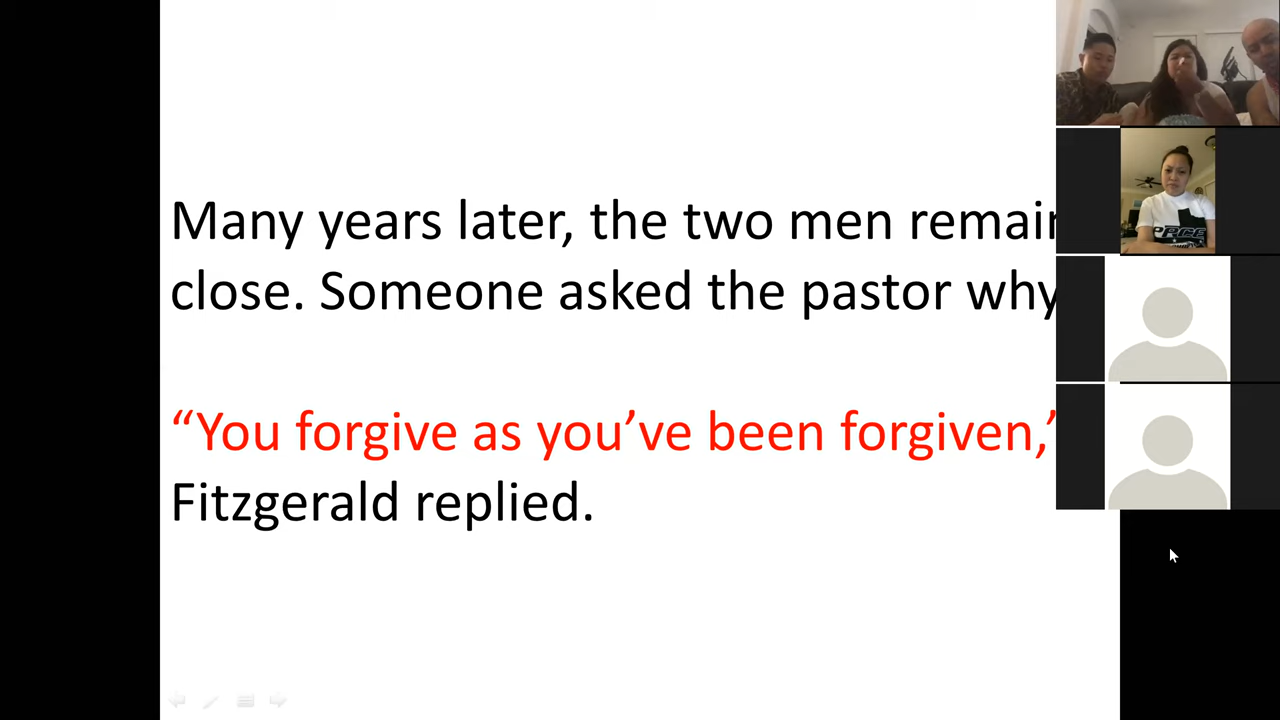 Many years later, the two men remain
close. Someone asked the pastor why
“You forgive as you’ve been forgiven,’
Fitzgerald replied.